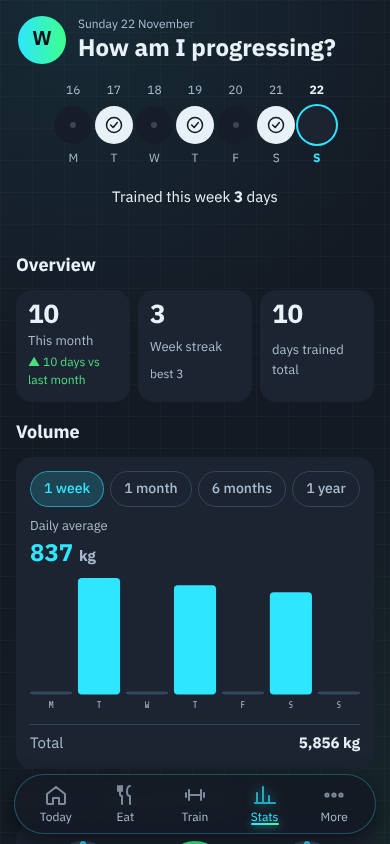 W
Sunday 22 November
How am I progressing?
16 17 18 19 20 21 22
M T W T F S S
Trained this week 3 days
Overview
10
This month
▲ 10 days vs
last month
3
Week streak
best 3
10
days trained
total
Volume
1 week 1 month 6 months 1 year
Daily average
837 kg
M T W T F S S
Total 5,856 kg
Today Eat Train Stats More